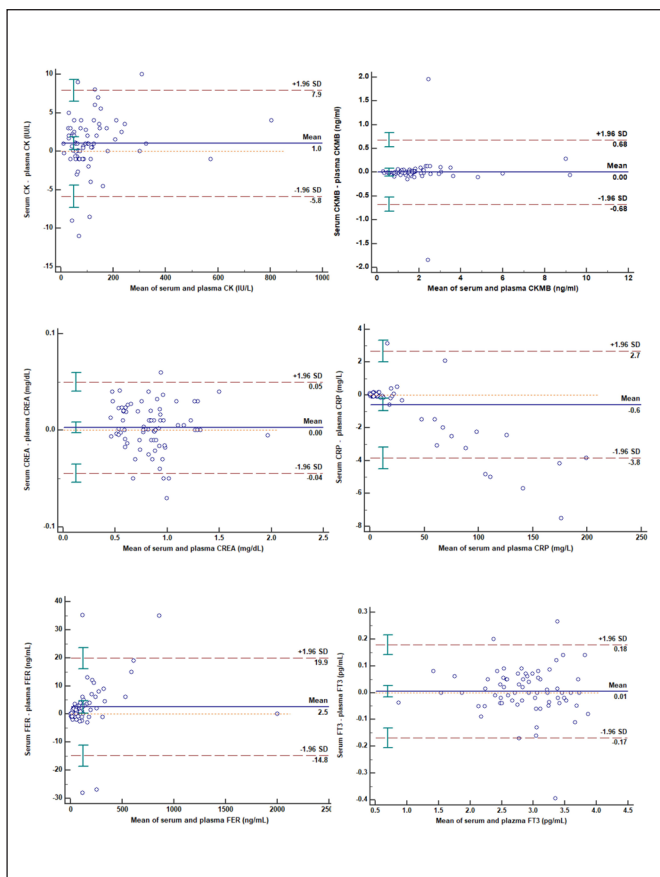 Serum CK - plasma CK (IU/L)
10
5
0
-5
-10
-15
+1.96 SD
7.9
Mean
1.0
-1.96 SD
-5.8
0 200 400 600 800 1000
Mean of serum and plasma CK (IU/L)
Serum CKMB - plasma CKMB (ng/ml)
2.0
1.5
1.0
0.5
0.0
-0.5
-1.0
-1.5
-2.0
+1.96 SD
0.68
Mean
0.00
-1.96 SD
-0.68
0 2 4 6 8 10 12
Mean of serum and plasma CKMB (ng/ml)
Serum CREA - plasma CREA (mg/dL)
0.1
0.0
-0.1
+1.96 SD
0.05
Mean
0.00
-1.96 SD
-0.04
0.0 0.5 1.0 1.5 2.0 2.5
Mean of serum and plasma CREA (mg/dL)
Serum CRP - plasma CRP (mg/L)
4
2
0
-2
-4
-6
-8
+1.96 SD
2.7
Mean
-0.6
-1.96 SD
-3.8
0 50 100 150 200 250
Mean of serum and plasma CRP (mg/L)
Serum FER - plasma FER (ng/mL)
40
30
20
10
0
-10
-20
-30
+1.96 SD
19.9
Mean
2.5
-1.96 SD
-14.8
0 500 1000 1500 2000 2500
Mean of serum and plasma FER (ng/mL)
Serum FT3 - plasma FT3 (pg/mL)
0.3
0.2
0.1
0.0
-0.1
-0.2
-0.3
-0.4
+1.96 SD
0.18
Mean
0.01
-1.96 SD
-0.17
0.5 1.0 1.5 2.0 2.5 3.0 3.5 4.0 4.5
Mean of serum and plazma FT3 (pg/mL)